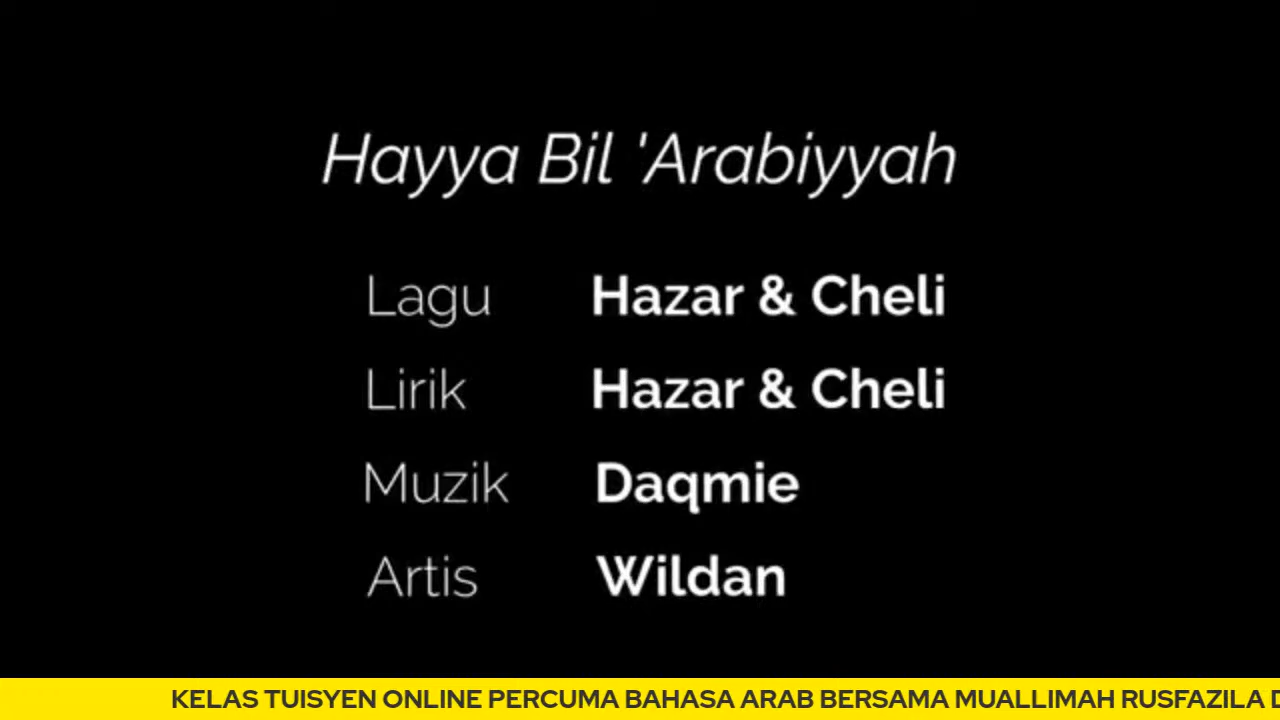 Hayya Bil 'Arabiyyah
Lagu Hazar & Cheli
Lirik Hazar & Cheli
Muzik Daqmie
Artis Wildan
KELAS TUISYEN ONLINE PERCUMA BAHASA ARAB BERSAMA MUALLIMAH RUSFAZILA